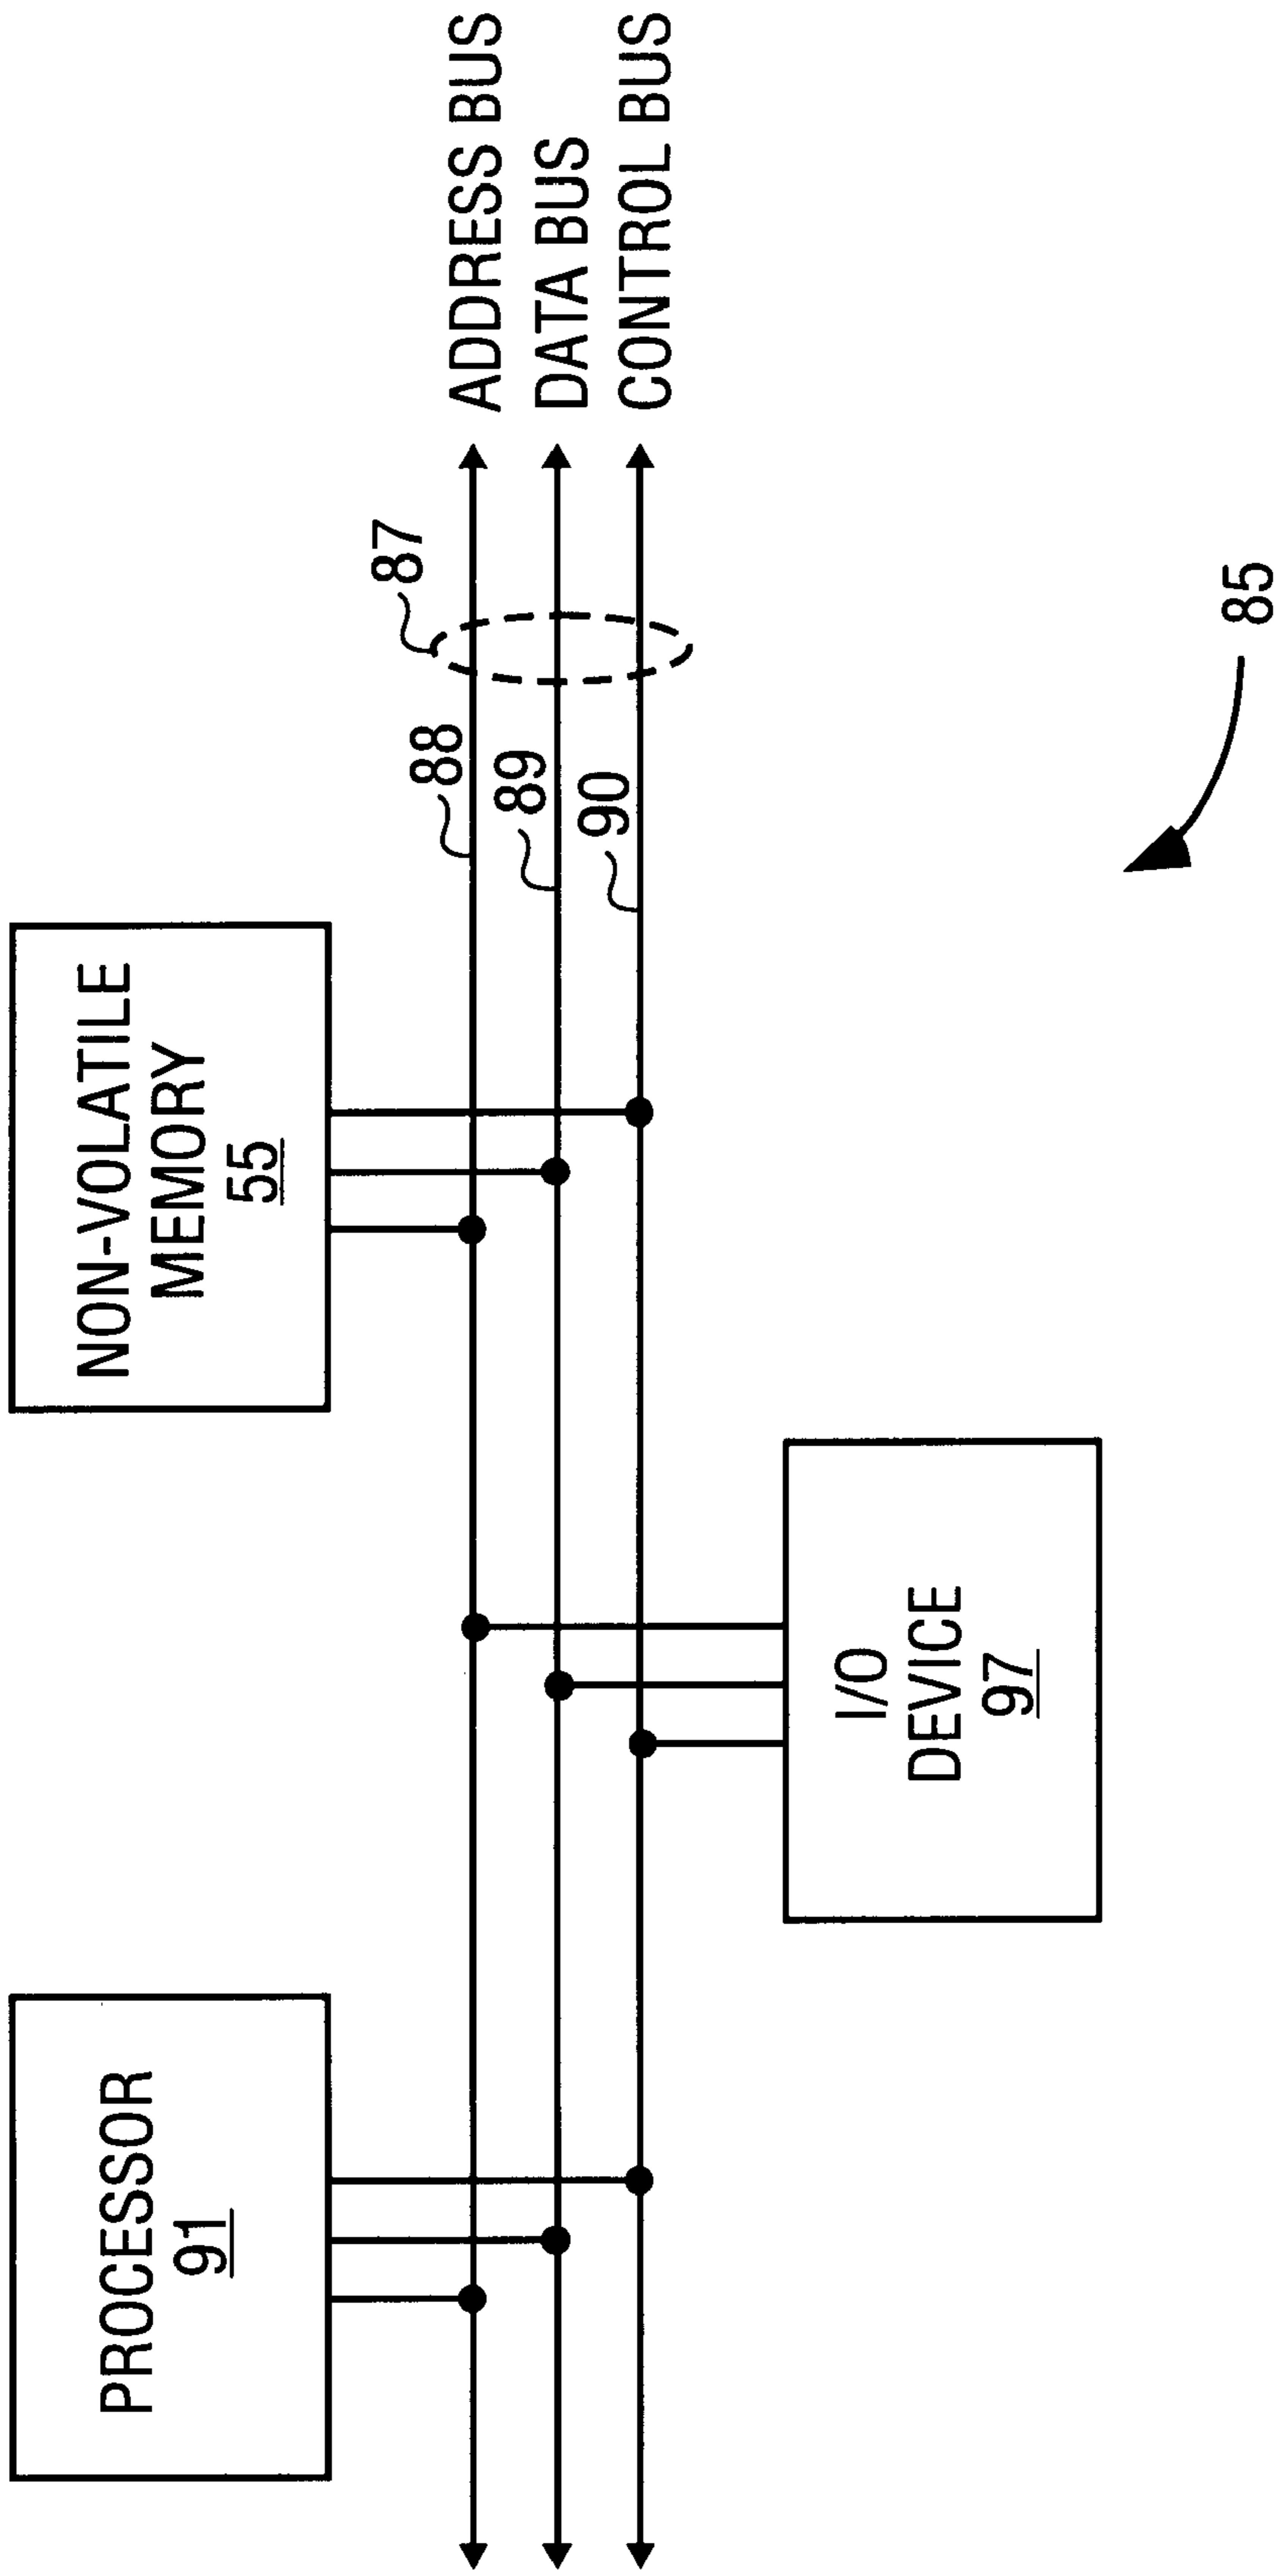 PROCESSOR
91
NON-VOLATILE
MEMORY
55
87
88
89
90
ADDRESS BUS
DATA BUS
CONTROL BUS
I/O
DEVICE
97
85